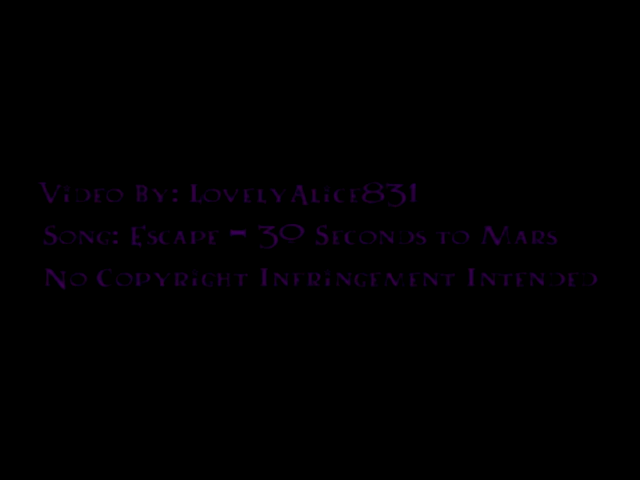 Video By: LovelyAlice831
Song: Escape - 30 Seconds to Mars
No Copyright Infringement Intended